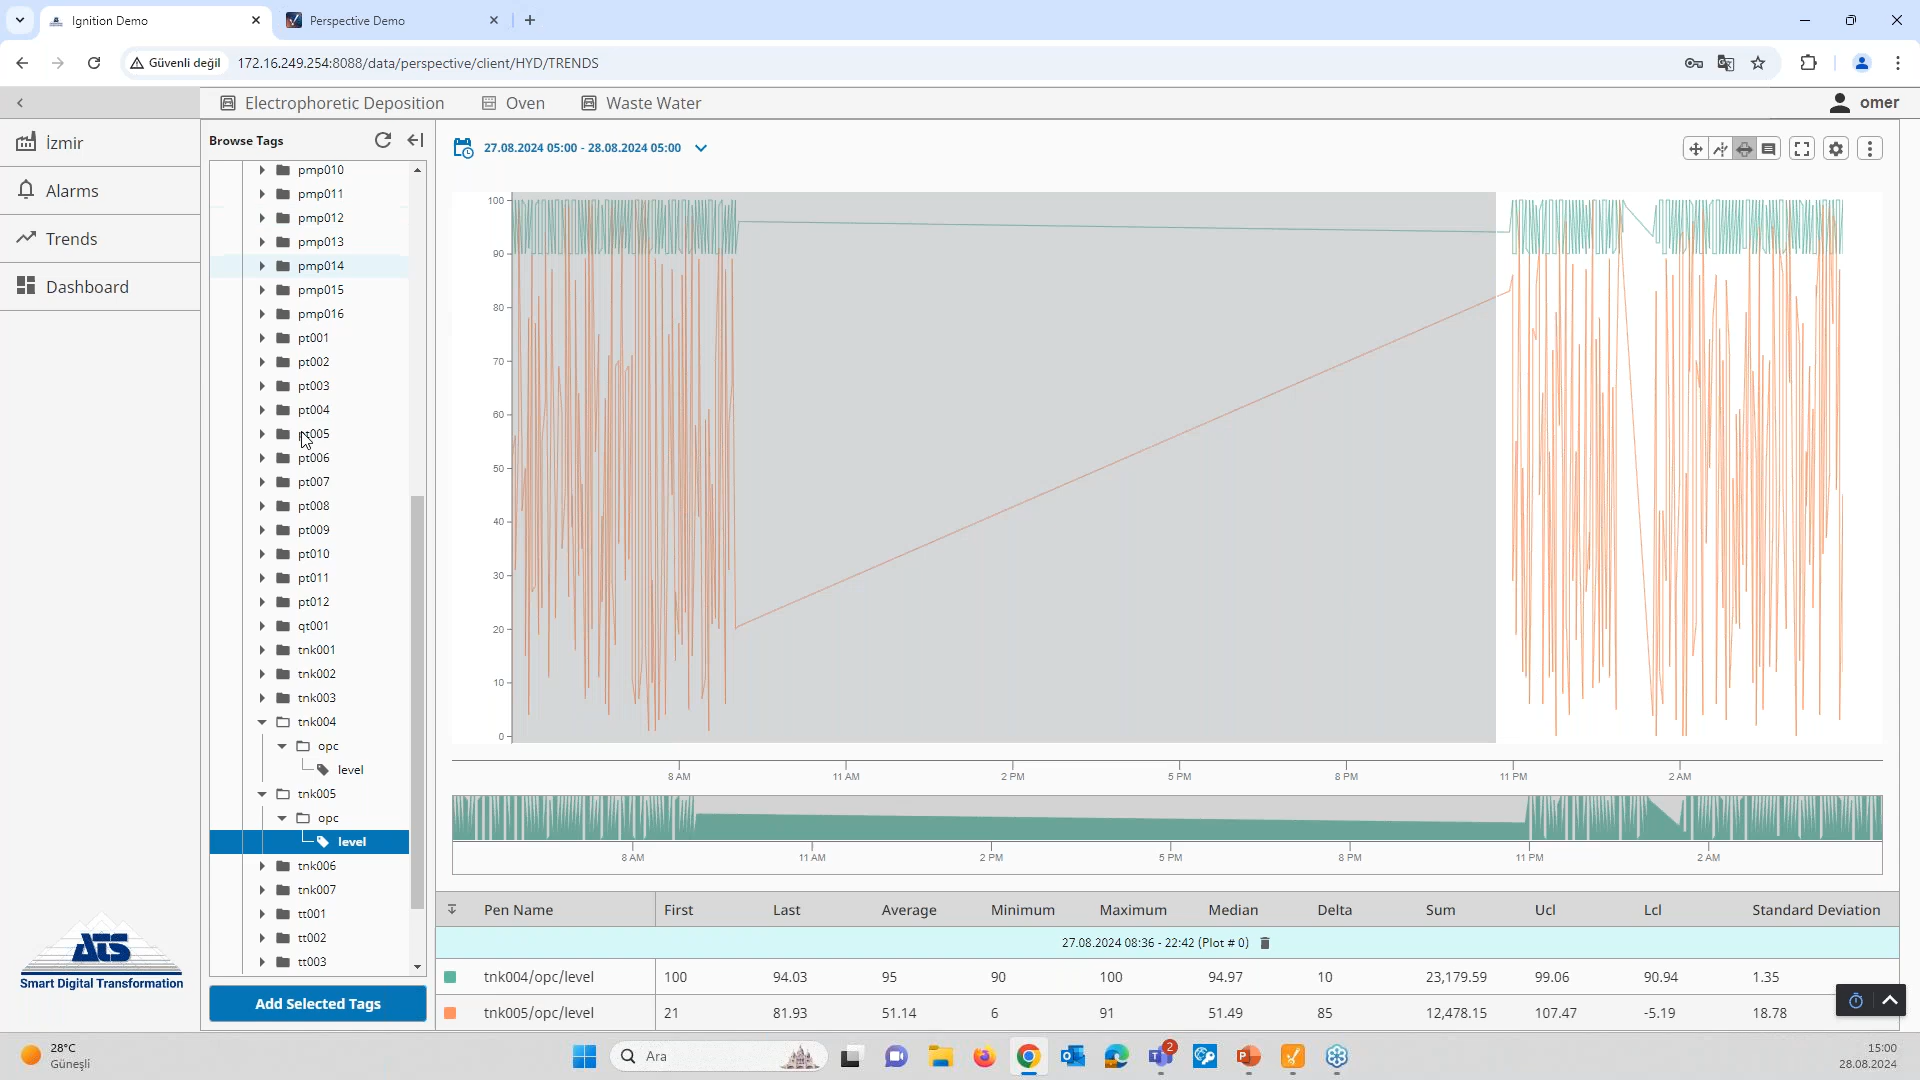 Ignition Demo
Perspective Demo
Güvenli değil
172.16.249.254:8088/data/perspective/client/HYD/TRENDS
Electrophoretic Deposition
Oven
Waste Water
omer
İzmir
Alarms
Trends
Dashboard
Browse Tags
pmp010
pmp011
pmp012
pmp013
pmp014
pmp015
pmp016
pt001
pt002
pt003
pt004
pt005
pt006
pt007
pt008
pt009
pt010
pt011
pt012
qt001
tnk001
tnk002
tnk003
tnk004
opc
level
tnk005
opc
level
tnk006
tnk007
tt001
tt002
tt003
Add Selected Tags
ATS
Smart Digital Transformation
27.08.2024 05:00 - 28.08.2024 05:00
100
90
80
70
60
50
40
30
20
10
0
8 AM 11 AM 2 PM 5 PM 8 PM 11 PM 2 AM
8 AM 11 AM 2 PM 5 PM 8 PM 11 PM 2 AM
Pen Name First Last Average Minimum Maximum Median Delta Sum Ucl Lcl Standard Deviation
27.08.2024 08:36 - 22:42 (Plot # 0)
tnk004/opc/level 100 94.03 95 90 100 94.97 10 23,179.59 99.06 90.94 1.35
tnk005/opc/level 21 81.93 51.14 6 91 51.49 85 12,478.15 107.47 -5.19 18.78
28°C
Güneşli
Ara
2
15:00
28.08.2024